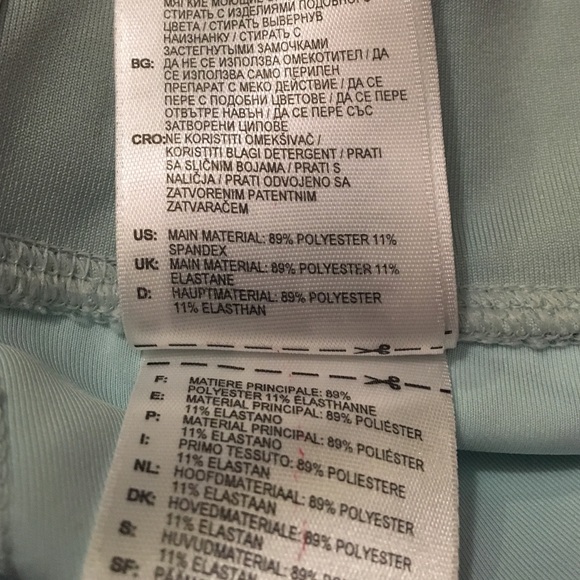 МЯГКИЕ МОЮЩИЕ
СТИРАТЬ С ИЗДЕЛИЯМИ ПОДОБНОГО
ЦВЕТА / СТИРАТЬ ВЫВЕРНУВ
НАИЗНАНКУ / СТИРАТЬ С
ЗАСТЕГНУТЫМИ ЗАМОЧКАМИ
BG: ДА НЕ СЕ ИЗПОЛЗВА ОМЕКОТИТЕЛ / ДА
СЕ ИЗПОЛЗВА САМО ПЕРИЛЕН
ПРЕПАРАТ С МЕКО ДЕЙСТВИЕ / ДА СЕ
ПЕРЕ С ПОДОБНИ ЦВЕТОВЕ / ДА СЕ ПЕРЕ
ОТВЪТРЕ НАВЪН / ДА СЕ ПЕРЕ СЪС
ЗАТВОРЕНИ ЦИПОВЕ
CRO: NE KORISTITI OMEKŠIVAČ /
KORISTITI BLAGI DETERGENT / PRATI
SA SLIČNIM BOJAMA / PRATI S
NALIČJA / PRATI ODVOJENO SA
ZATVORENIM PATENTNIM
ZATVARAČEM
US: MAIN MATERIAL: 89% POLYESTER 11%
SPANDEX
UK: MAIN MATERIAL: 89% POLYESTER 11%
ELASTANE
D: HAUPTMATERIAL: 89% POLYESTER
11% ELASTHAN
F: MATIERE PRINCIPALE: 89%
POLYESTER 11% ÉLASTHANNE
E: MATERIAL PRINCIPAL: 89% POLIÉSTER
11% ELASTANO
P: MATERIAL PRINCIPAL: 89% POLIÉSTER
11% ELASTANO
I: PRIMO TESSUTO: 89% POLIESTERE
11% ELASTAN
NL: HOOFDMATERIAAL: 89% POLYESTER
11% ELASTAAN
DK: HOVEDMATERIALE: 89% POLYESTER
11% ELASTAN
S: HUVUDMATERIAL: 89% POLYESTER
11% ELASTAN
SF: